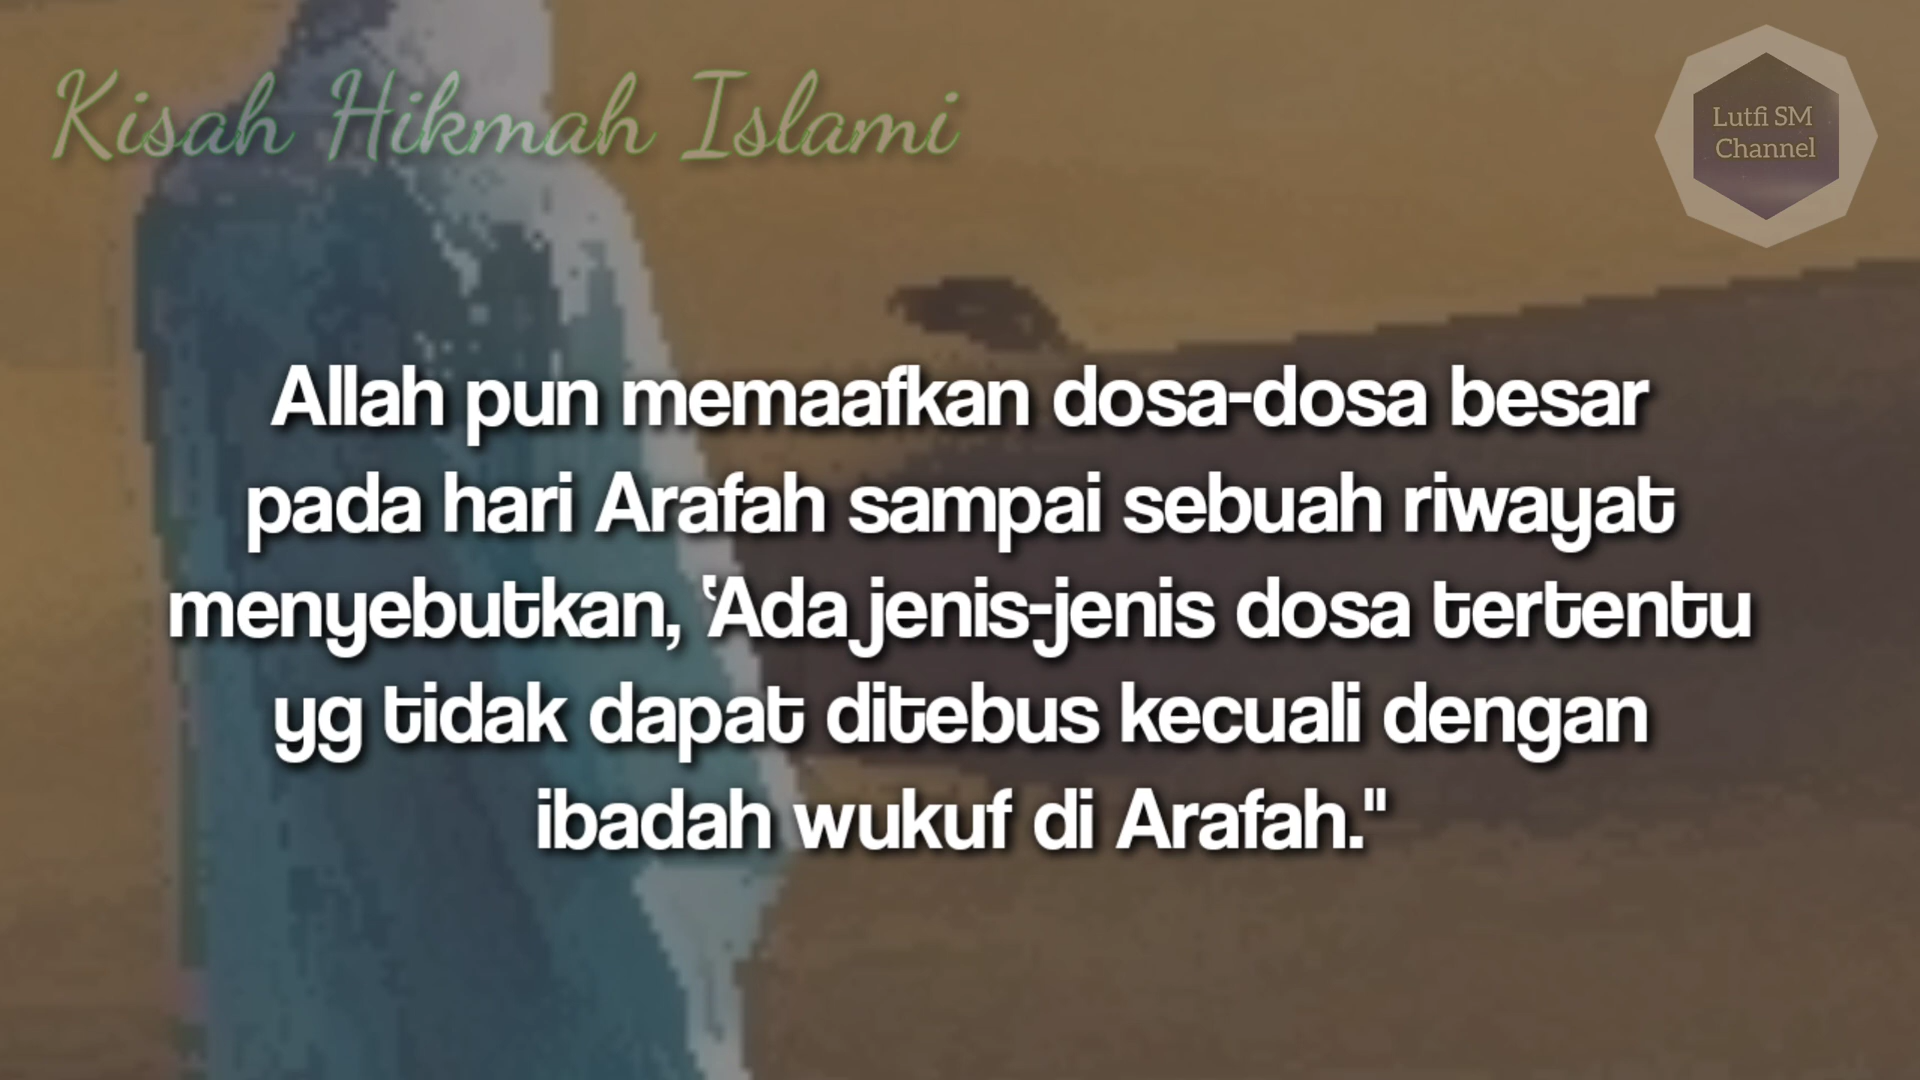 Kisah Hikmah Islami
Lutfi SM
Channel
Allah pun memaafkan dosa-dosa besar
pada hari Arafah sampai sebuah riwayat
menyebutkan, ‘Ada jenis-jenis dosa tertentu
yg tidak dapat ditebus kecuali dengan
ibadah wukuf di Arafah."